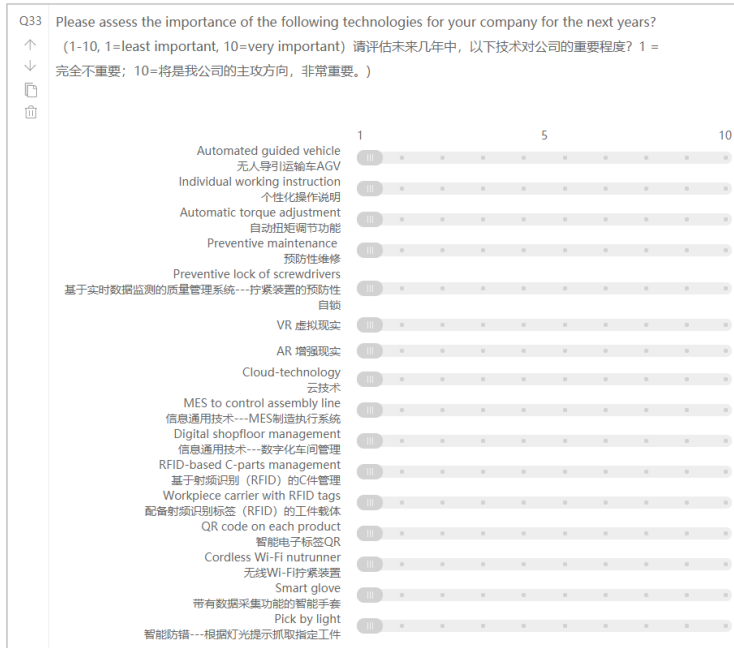 Q33 Please assess the importance of the following technologies for your company for the next years?
（1-10, 1=least important, 10=very important）请评估未来几年中，以下技术对公司的重要程度？1 =
完全不重要；10=将是我公司的主攻方向，非常重要。)
1 5 10
Automated guided vehicle
无人导引运输车AGV
Individual working instruction
个性化操作说明
Automatic torque adjustment
自动扭矩调节功能
Preventive maintenance
预防性维修
Preventive lock of screwdrivers
基于实时数据监测的质量管理系统---拧紧装置的预防性
自锁
VR 虚拟现实
AR 增强现实
Cloud-technology
云技术
MES to control assembly line
信息通用技术---MES制造执行系统
Digital shopfloor management
信息通用技术---数字化车间管理
RFID-based C-parts management
基于射频识别（RFID）的C件管理
Workpiece carrier with RFID tags
配备射频识别标签（RFID）的工件载体
QR code on each product
智能电子标签QR
Cordless Wi-Fi nutrunner
无线Wi-Fi拧紧装置
Smart glove
带有数据采集功能的智能手套
Pick by light
智能防错---根据灯光提示抓取指定工件